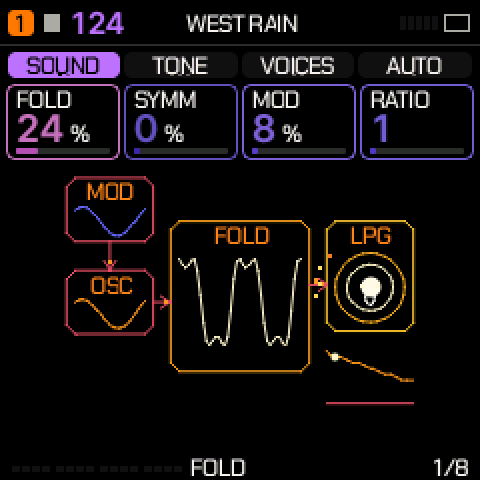 1 124 WEST RAIN
SOUND TONE VOICES AUTO
FOLD SYMM MOD RATIO
24 % 0 % 8 % 1
MOD
FOLD LPG
OSC
FOLD 1/8